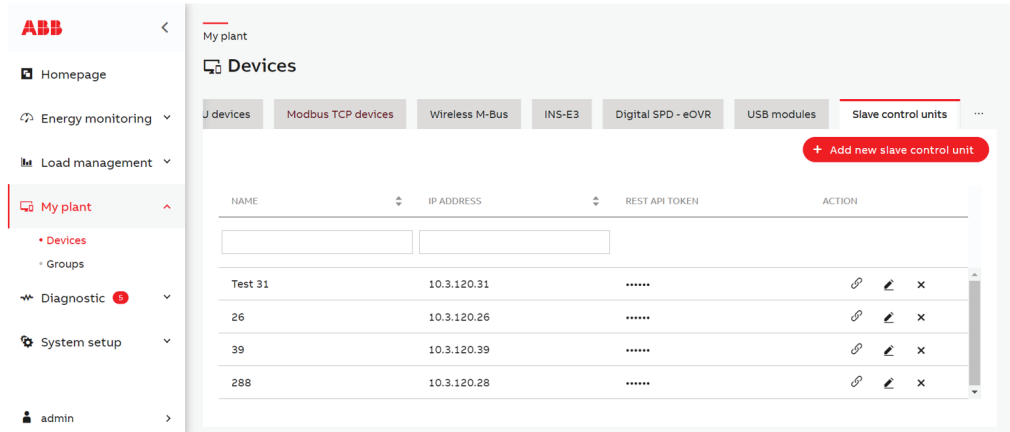 ABB
Homepage
Energy monitoring
Load management
My plant
Devices
Groups
Diagnostic 5
System setup
admin
My plant
Devices
J devices Modbus TCP devices Wireless M-Bus INS-E3 Digital SPD - eOVR USB modules Slave control units ...
+ Add new slave control unit
NAME IP ADDRESS REST API TOKEN ACTION
Test 31 10.3.120.31 ••••••
26 10.3.120.26 ••••••
39 10.3.120.39 ••••••
288 10.3.120.28 ••••••